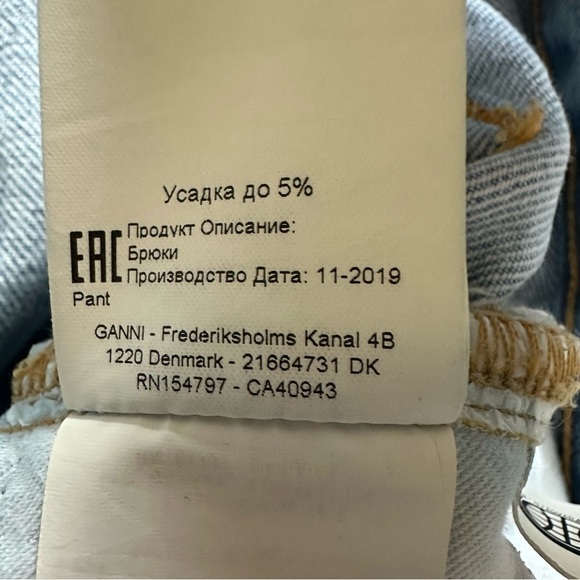 Усадка до 5%
EAC Продукт Описание:
Брюки
Производство Дата: 11-2019
Pant
GANNI - Frederiksholms Kanal 4B
1220 Denmark - 21664731 DK
RN154797 - CA40943